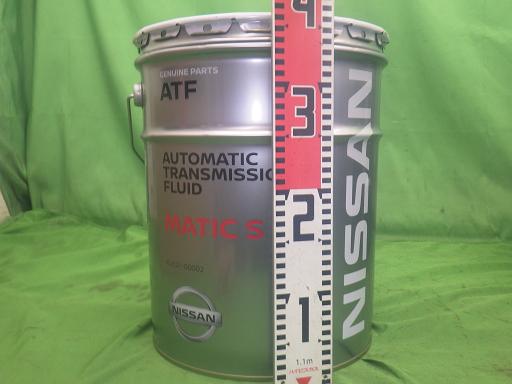 GENUINE PARTS
ATF
AUTOMATIC
TRANSMISSIO
FLUID
MATIC S
NISSAN
NISSAN
4
3
2
1
1.1m